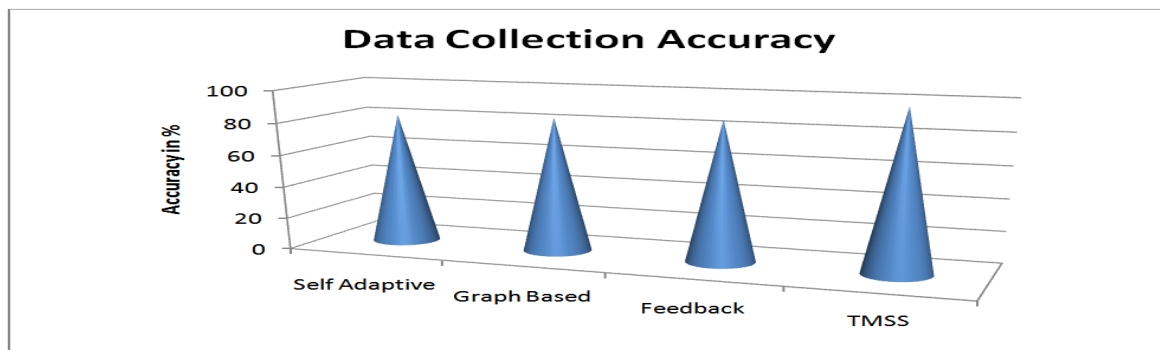 Data Collection Accuracy
Accuracy in %
100
80
60
40
20
0
Self Adaptive
Graph Based
Feedback
TMSS